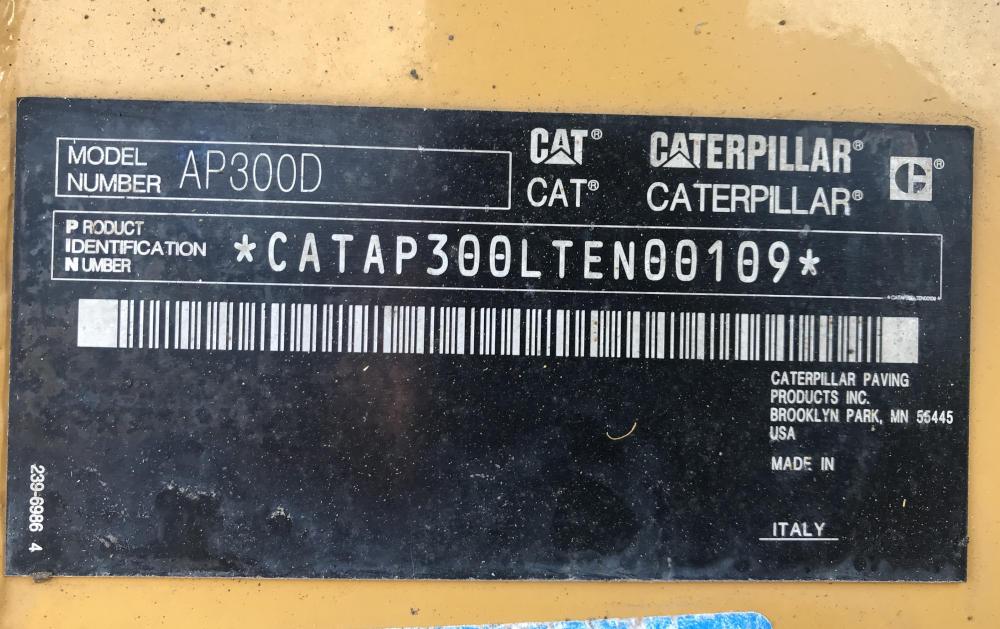 MODEL NUMBER AP300D
CAT® CATERPILLAR®
CAT® CATERPILLAR®
PRODUCT IDENTIFICATION NUMBER *CATAP300LTEN00109*
CATERPILLAR PAVING
PRODUCTS INC.
BROOKLYN PARK, MN 55445
USA
MADE IN
ITALY
239-6986 4